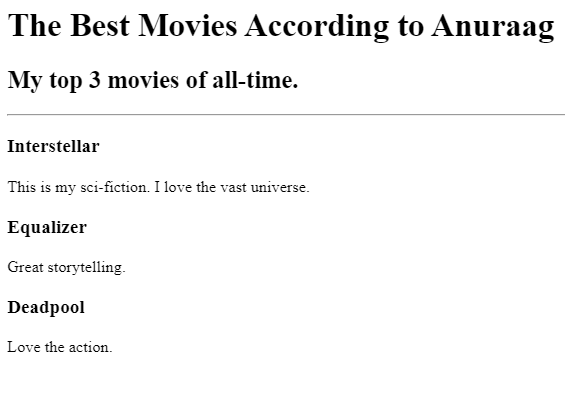 The Best Movies According to Anuraag
My top 3 movies of all-time.
Interstellar
This is my sci-fiction. I love the vast universe.
Equalizer
Great storytelling.
Deadpool
Love the action.